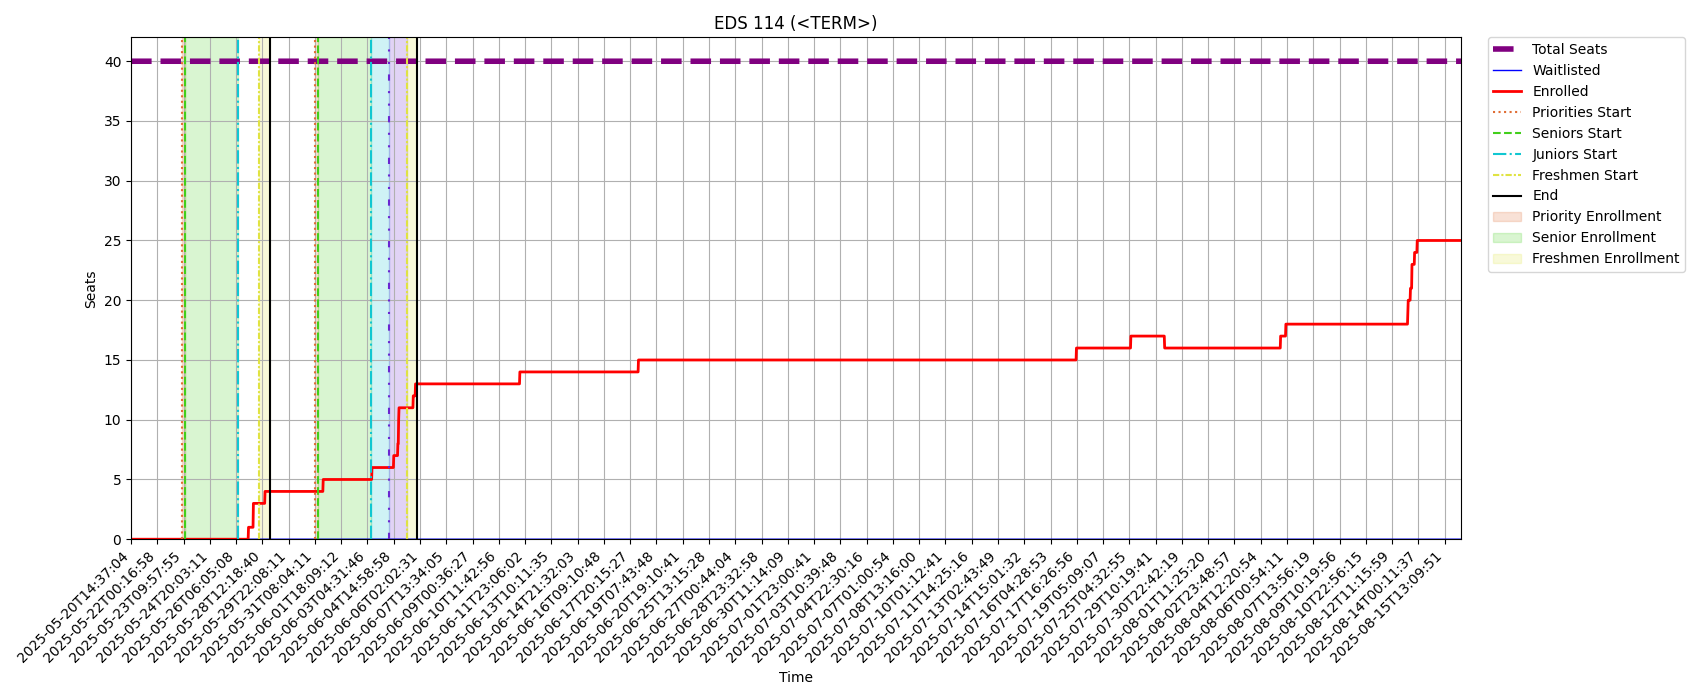 EDS 114 (<TERM>)
Total Seats
Waitlisted
Enrolled
Priorities Start
Seniors Start
Juniors Start
Freshmen Start
End
Priority Enrollment
Senior Enrollment
Freshmen Enrollment
Seats
40
35
30
25
20
15
10
5
0
2025-05-20T14:37:04
2025-05-22T00:16:58
2025-05-23T09:57:55
2025-05-24T20:03:11
2025-05-26T06:05:08
2025-05-28T12:18:40
2025-05-29T22:08:11
2025-05-31T08:04:11
2025-06-01T18:09:12
2025-06-03T04:31:46
2025-06-04T14:58:58
2025-06-06T02:02:31
2025-06-07T13:34:05
2025-06-09T00:36:27
2025-06-10T11:42:56
2025-06-11T23:06:02
2025-06-13T10:11:35
2025-06-14T21:32:03
2025-06-16T09:10:48
2025-06-17T20:15:27
2025-06-19T07:43:48
2025-06-20T19:10:41
2025-06-25T13:15:28
2025-06-27T00:44:04
2025-06-28T23:32:58
2025-06-30T11:14:09
2025-07-01T23:00:41
2025-07-03T10:39:48
2025-07-04T22:30:16
2025-07-07T01:00:54
2025-07-08T13:16:00
2025-07-10T01:12:41
2025-07-11T14:25:16
2025-07-13T02:43:49
2025-07-14T15:01:32
2025-07-16T04:28:53
2025-07-17T16:26:56
2025-07-19T05:09:07
2025-07-25T04:32:55
2025-07-29T10:19:41
2025-07-30T22:42:19
2025-08-01T11:25:20
2025-08-02T23:48:57
2025-08-04T12:20:54
2025-08-06T00:54:11
2025-08-07T13:56:19
2025-08-09T10:19:56
2025-08-10T22:56:15
2025-08-12T11:15:59
2025-08-14T00:11:37
2025-08-15T13:09:51
Time